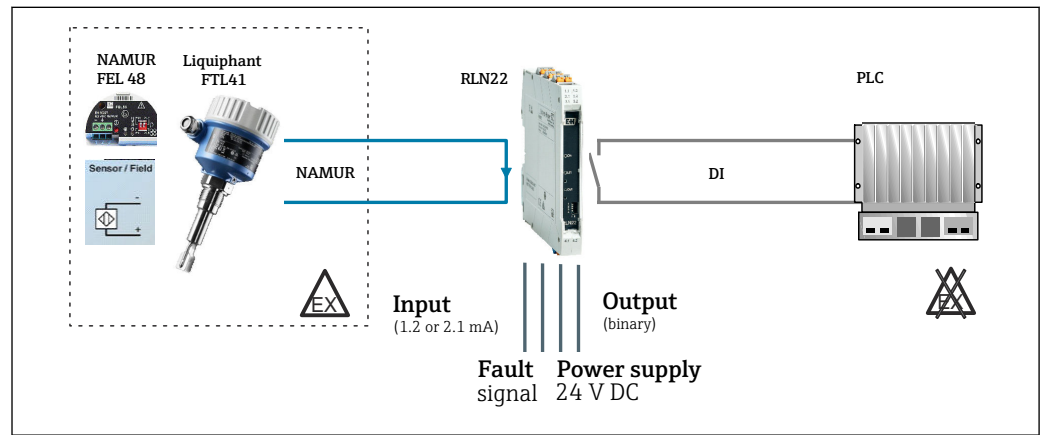 NAMUR
FEL 48
Liquiphant
FTL41
RLN22
PLC
Sensor / Field
-
+
NAMUR
DI
EX
EX
Input
(1.2 or 2.1 mA)
Output
(binary)
Fault
signal
Power supply
24 V DC